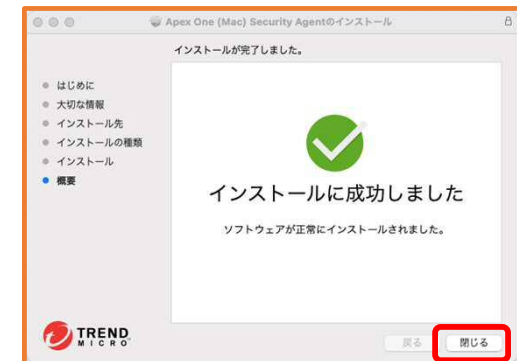 Apex One (Mac) Security Agentのインストール
インストールが完了しました。
はじめに
大切な情報
インストール先
インストールの種類
インストール
概要
インストールに成功しました
ソフトウェアが正常にインストールされました。
TREND
MICRO
戻る
閉じる